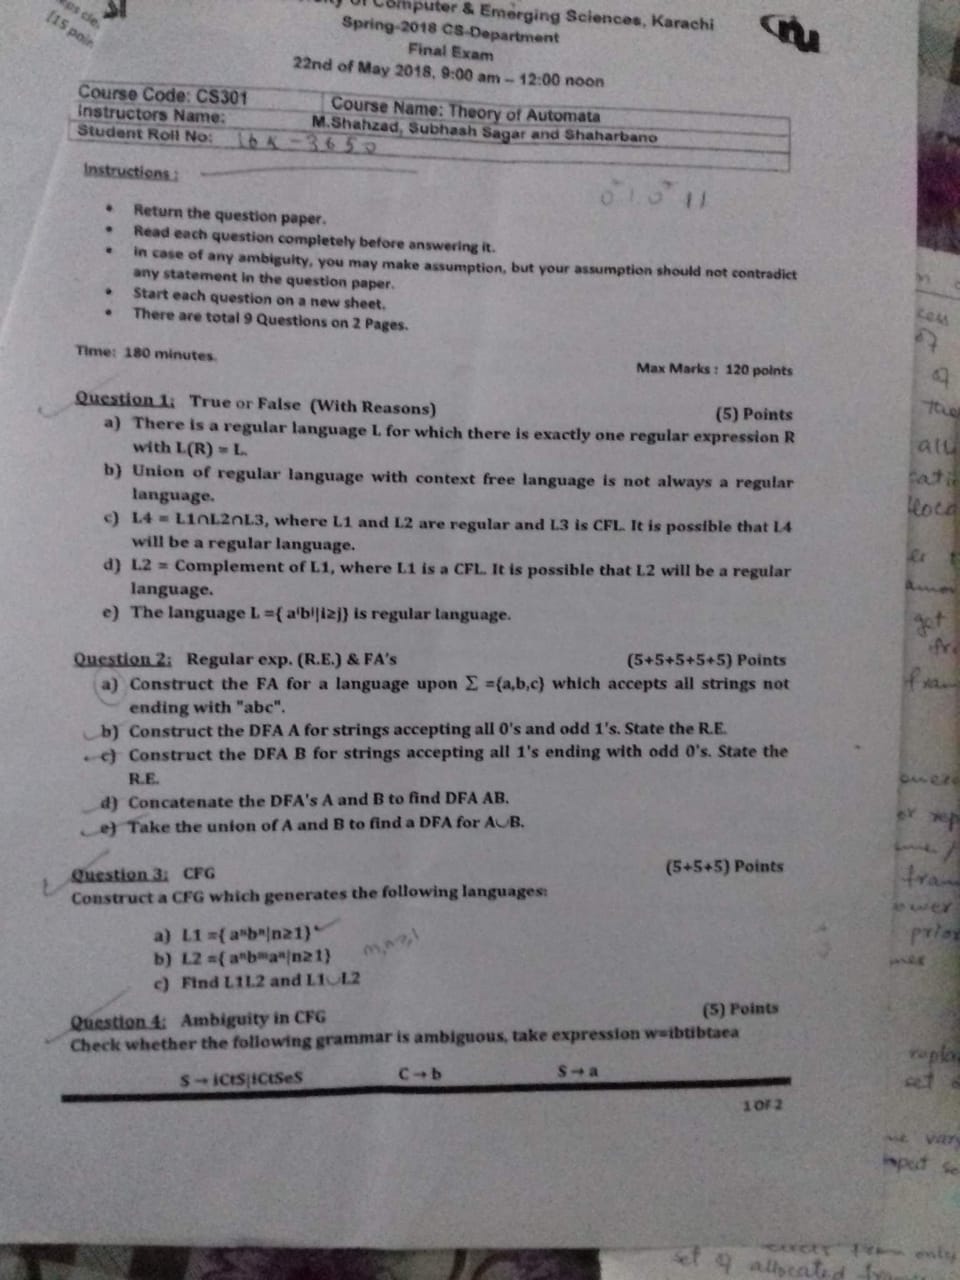 of Computer & Emerging Sciences, Karachi
Spring-2018 CS-Department
Final Exam
22nd of May 2018, 9:00 am – 12:00 noon
[15 poin
Course Code: CS301 Course Name: Theory of Automata
Instructors Name: M.Shahzad, Subhash Sagar and Shaharbano
Student Roll No: 16K-3650
Instructions:
• Return the question paper.
• Read each question completely before answering it.
• In case of any ambiguity, you may make assumption, but your assumption should not contradict
any statement in the question paper.
• Start each question on a new sheet.
• There are total 9 Questions on 2 Pages.
Time: 180 minutes. Max Marks : 120 points
Question 1: True or False (With Reasons) (5) Points
a) There is a regular language L for which there is exactly one regular expression R
with L(R) = L.
b) Union of regular language with context free language is not always a regular
language.
c) L4 = L1∩L2∩L3, where L1 and L2 are regular and L3 is CFL. It is possible that L4
will be a regular language.
d) L2 = Complement of L1, where L1 is a CFL. It is possible that L2 will be a regular
language.
e) The language L ={ aⁱbʲ|i≥j} is regular language.
Question 2: Regular exp. (R.E.) & FA's (5+5+5+5+5) Points
a) Construct the FA for a language upon Σ ={a,b,c} which accepts all strings not
ending with "abc".
b) Construct the DFA A for strings accepting all 0's and odd 1's. State the R.E.
c) Construct the DFA B for strings accepting all 1's ending with odd 0's. State the
R.E.
d) Concatenate the DFA's A and B to find DFA AB.
e) Take the union of A and B to find a DFA for A∪B.
Question 3: CFG (5+5+5) Points
Construct a CFG which generates the following languages:
a) L1 ={ aⁿbⁿ|n≥1}
b) L2 ={ aⁿbᵐaⁿ|n≥1} m,n≥1
c) Find L1L2 and L1∪L2
Question 4: Ambiguity in CFG (5) Points
Check whether the following grammar is ambiguous, take expression w=ibtibtaea
S → iCtS|iCtSeS C → b S → a
1 OF 2
set of allocated